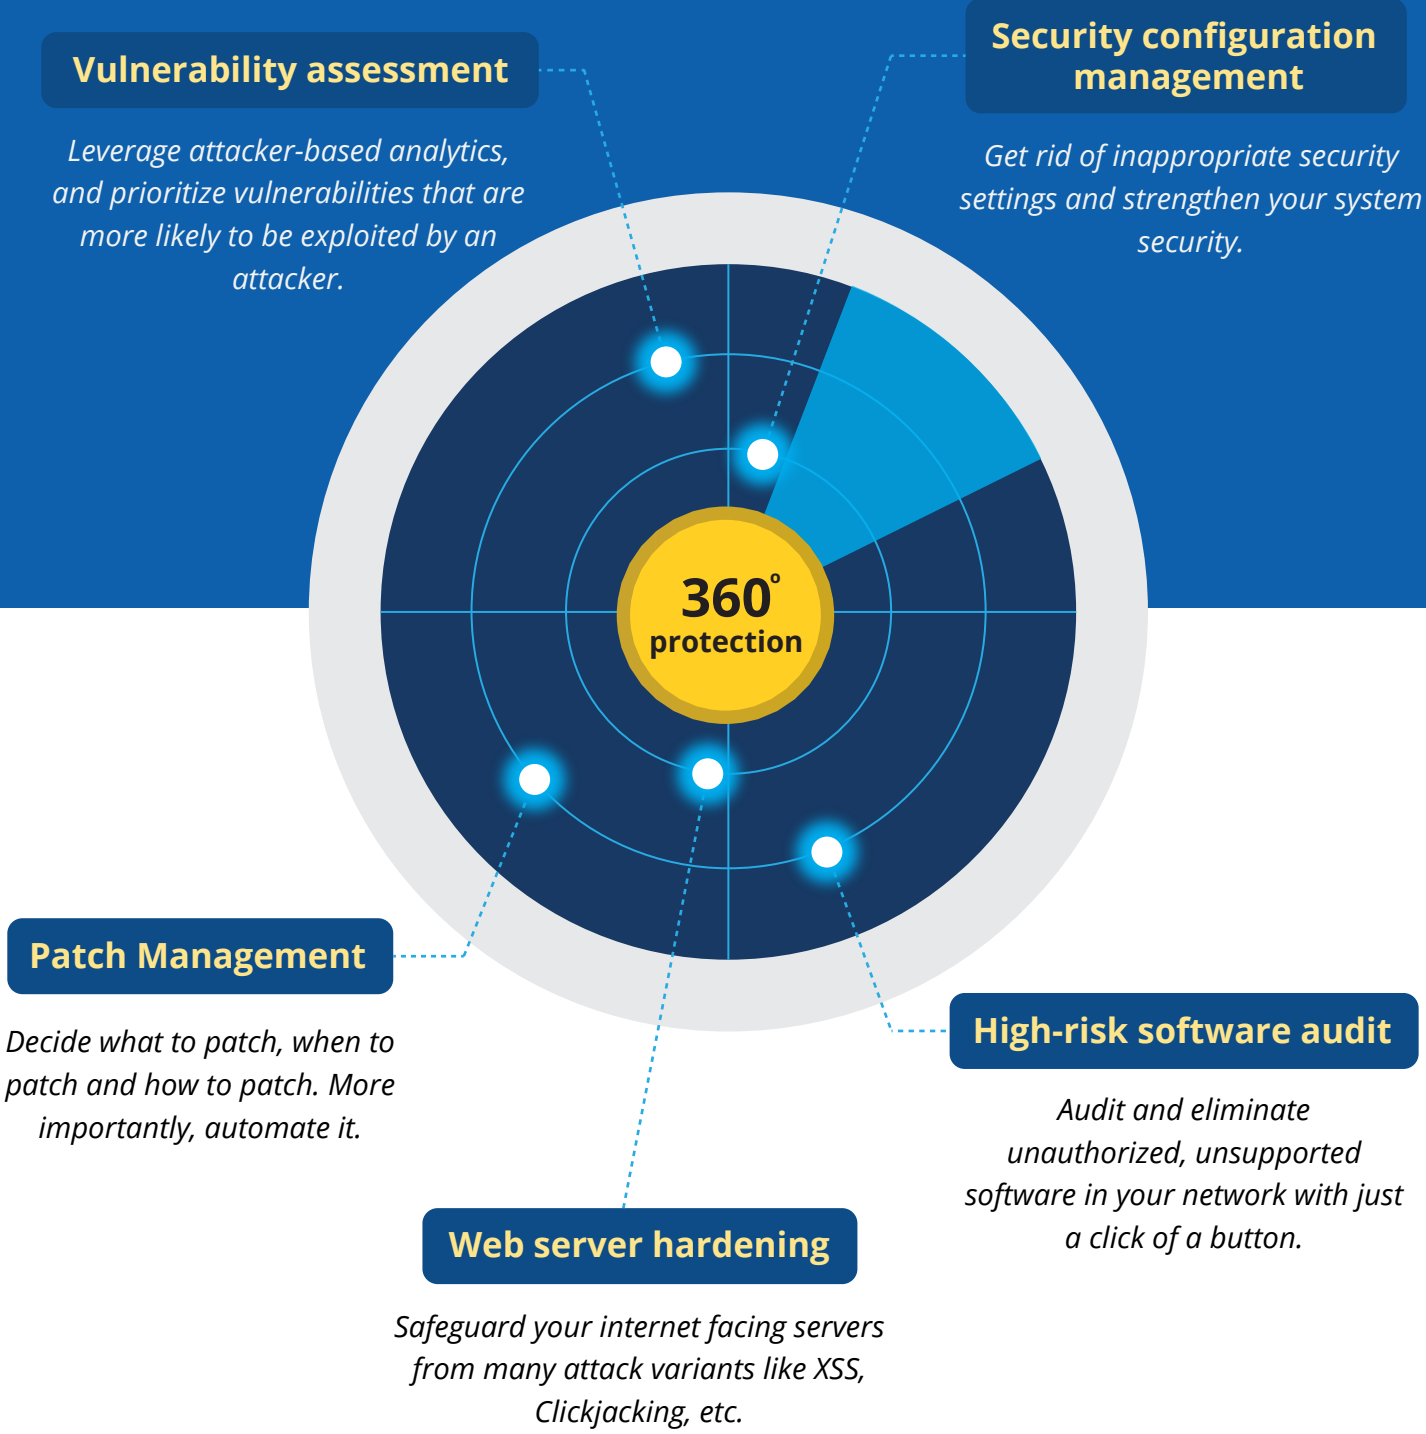 Vulnerability assessment
Leverage attacker-based analytics,
and prioritize vulnerabilities that are
more likely to be exploited by an
attacker.
Security configuration
management
Get rid of inappropriate security
settings and strengthen your system
security.
360°
protection
Patch Management
Decide what to patch, when to
patch and how to patch. More
importantly, automate it.
High-risk software audit
Audit and eliminate
unauthorized, unsupported
software in your network with just
a click of a button.
Web server hardening
Safeguard your internet facing servers
from many attack variants like XSS,
Clickjacking, etc.